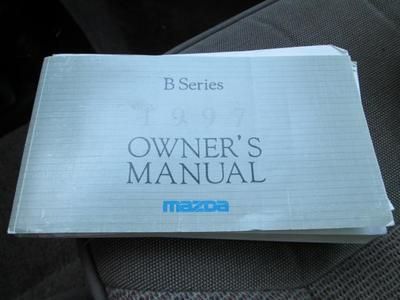 B Series
1997
OWNER'S
MANUAL
mazda